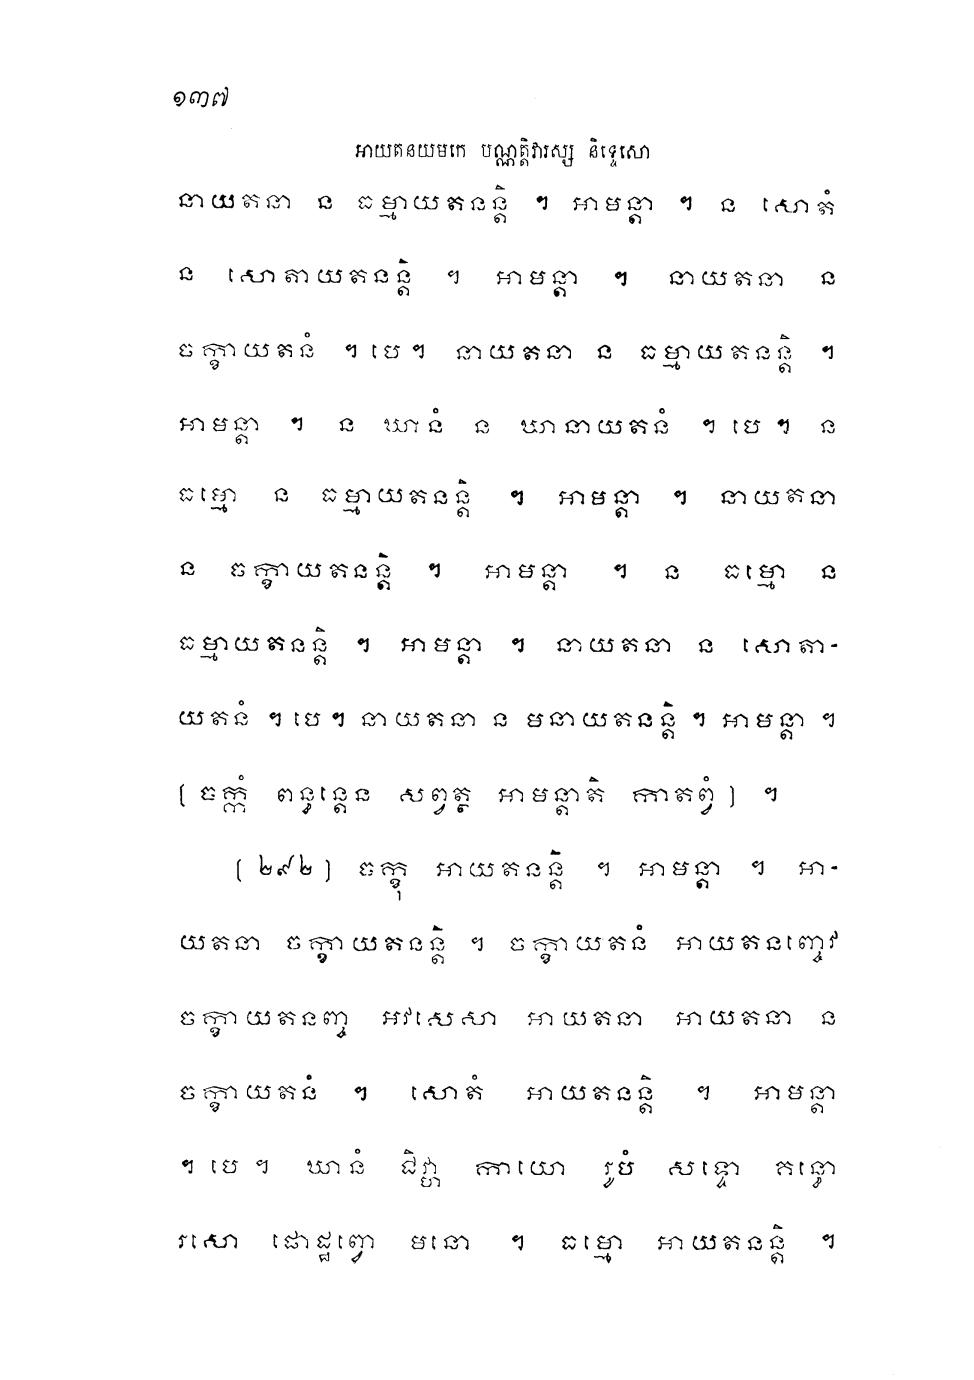 ១៣៧
អាយតនយមកេ បណ្ណត្តិវារស្ស និទ្ទេសោ
នាយតនា ន ធម្មាយតនន្តិ ។ អាមន្តា ។ ន សោតំ
ន សោតាយតនន្តិ ។ អាមន្តា ។ នាយតនា ន
ចក្ខាយតនំ ។ បេ។ នាយតនា ន ធម្មាយតនន្តិ ។
អាមន្តា ។ ន ឃានំ ន ឃានាយតនំ ។ បេ។ ន
ធម្មោ ន ធម្មាយតនន្តិ ។ អាមន្តា ។ នាយតនា
ន ចក្ខាយតនន្តិ ។ អាមន្តា ។ ន ធម្មោ ន
ធម្មាយតនន្តិ ។ អាមន្តា ។ នាយតនា ន សោតា-
យតនំ ។ បេ។ នាយតនា ន មនាយតនន្តិ ។ អាមន្តា ។
(ចក្កំ ពន្ធន្តេន សព្វត្ថ អាមន្តាតិ កាតព្វំ) ។
(២៩២) ចក្ខុ អាយតនន្តិ ។ អាមន្តា ។ អា-
យតនា ចក្ខាយតនន្តិ ។ ចក្ខាយតនំ អាយតនញ្ចេវ
ចក្ខាយតនញ្ច អវសេសា អាយតនា អាយតនា ន
ចក្ខាយតនំ ។ សោតំ អាយតនន្តិ ។ អាមន្តា
។ បេ។ ឃានំ ជិវ្ហា កាយោ រូបំ សទ្ទោ គន្ធោ
រសោ ផោដ្ឋព្វោ មនោ ។ ធម្មោ អាយតនន្តិ ។